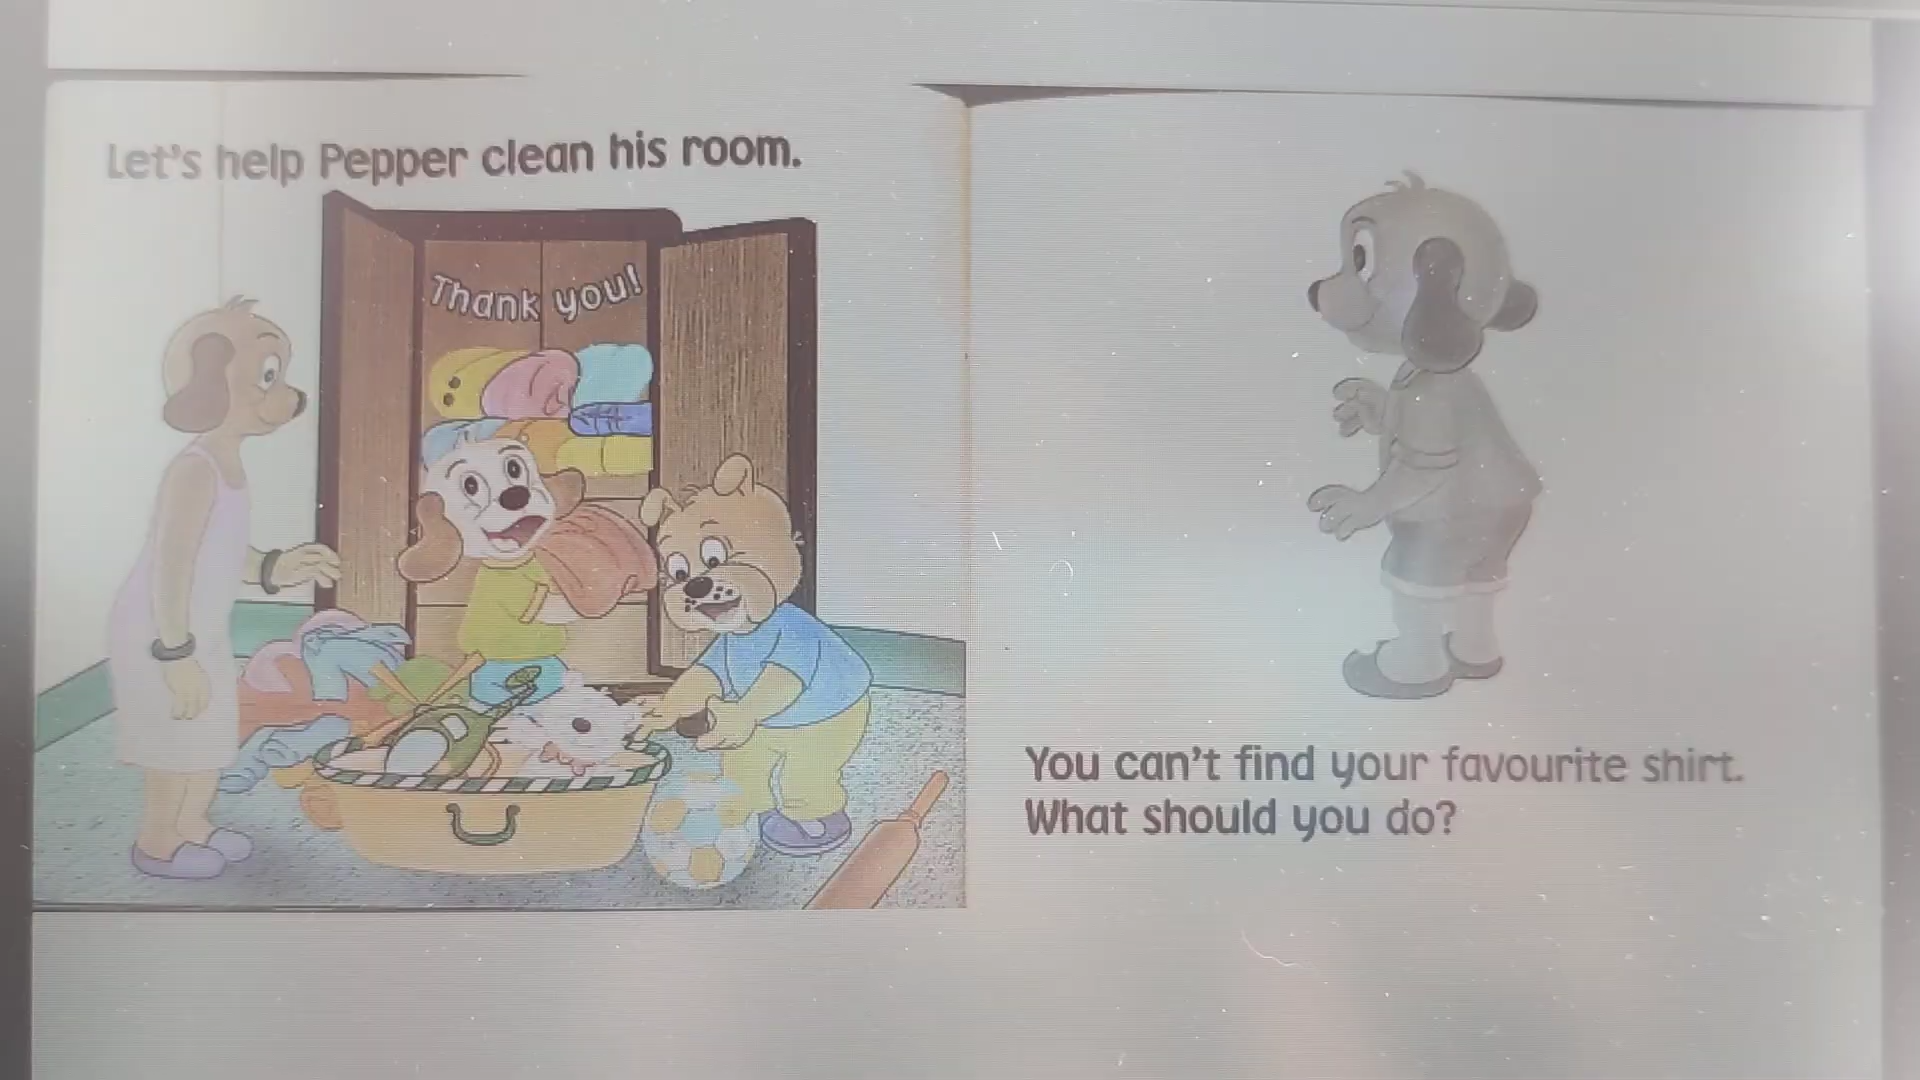 Let's help Pepper clean his room.
Thank you!
You can't find your favourite shirt.
What should you do?